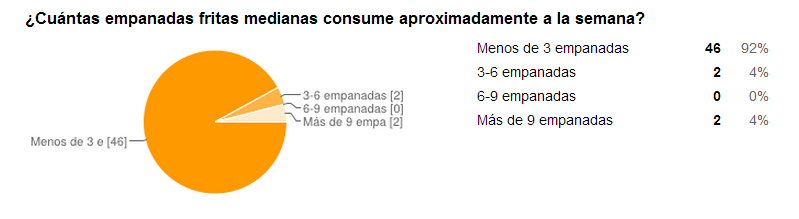 ¿Cuántas empanadas fritas medianas consume aproximadamente a la semana?
Menos de 3 e [46]
3-6 empanadas [2]
6-9 empanadas [0]
Más de 9 empa [2]
Menos de 3 empanadas 46 92%
3-6 empanadas 2 4%
6-9 empanadas 0 0%
Más de 9 empanadas 2 4%